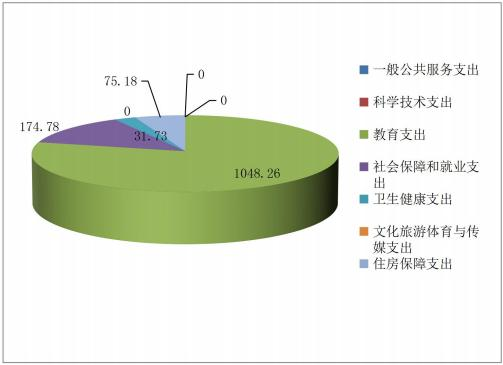 0
75.18
0
0
174.78
31.73
1048.26
一般公共服务支出
科学技术支出
教育支出
社会保障和就业支
出
卫生健康支出
文化旅游体育与传
媒支出
住房保障支出